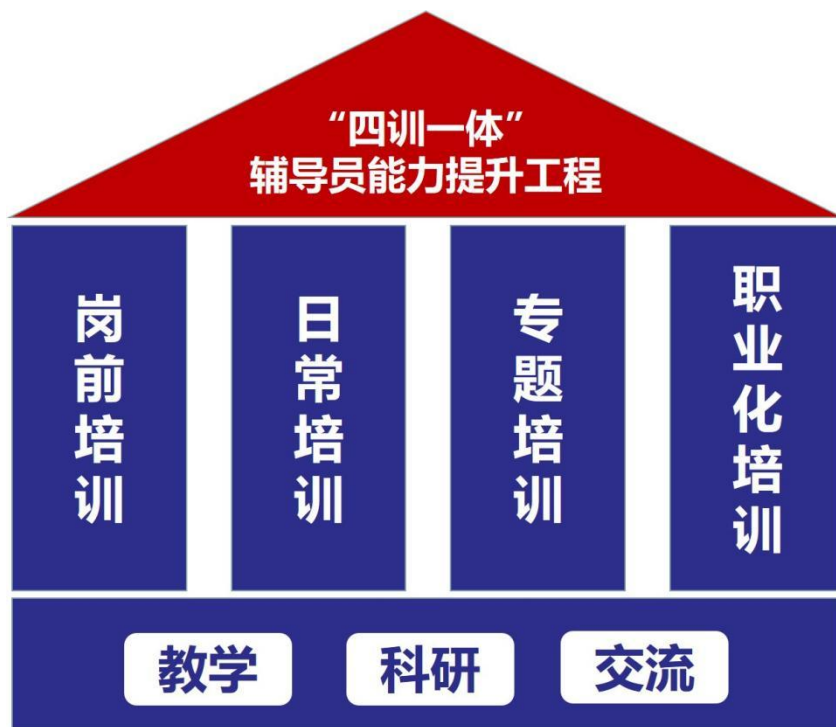 “四训一体”
辅导员能力提升工程
岗前培训
日常培训
专题培训
职业化培训
教学
科研
交流